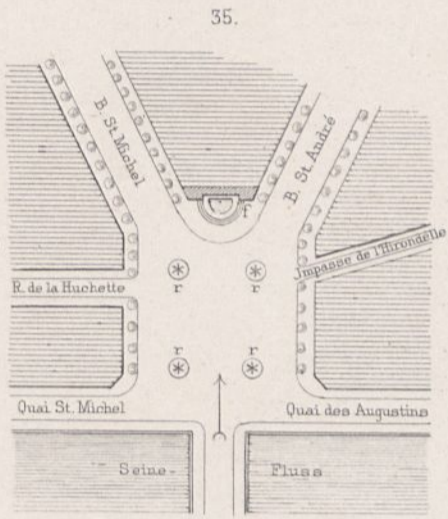 35.
B. St. Michel
B. St. André
f
Impasse de l'Hirondelle
R. de la Huchette
r
r
r
r
Quai St. Michel
Quai des Augustins
Seine-
Fluss